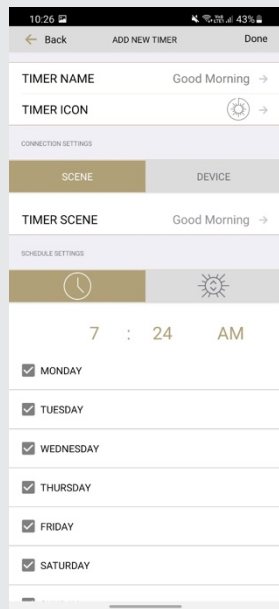 10:26 43%
Back ADD NEW TIMER Done
TIMER NAME Good Morning
TIMER ICON
CONNECTION SETTINGS
SCENE DEVICE
TIMER SCENE Good Morning
SCHEDULE SETTINGS
7 : 24 AM
MONDAY
TUESDAY
WEDNESDAY
THURSDAY
FRIDAY
SATURDAY